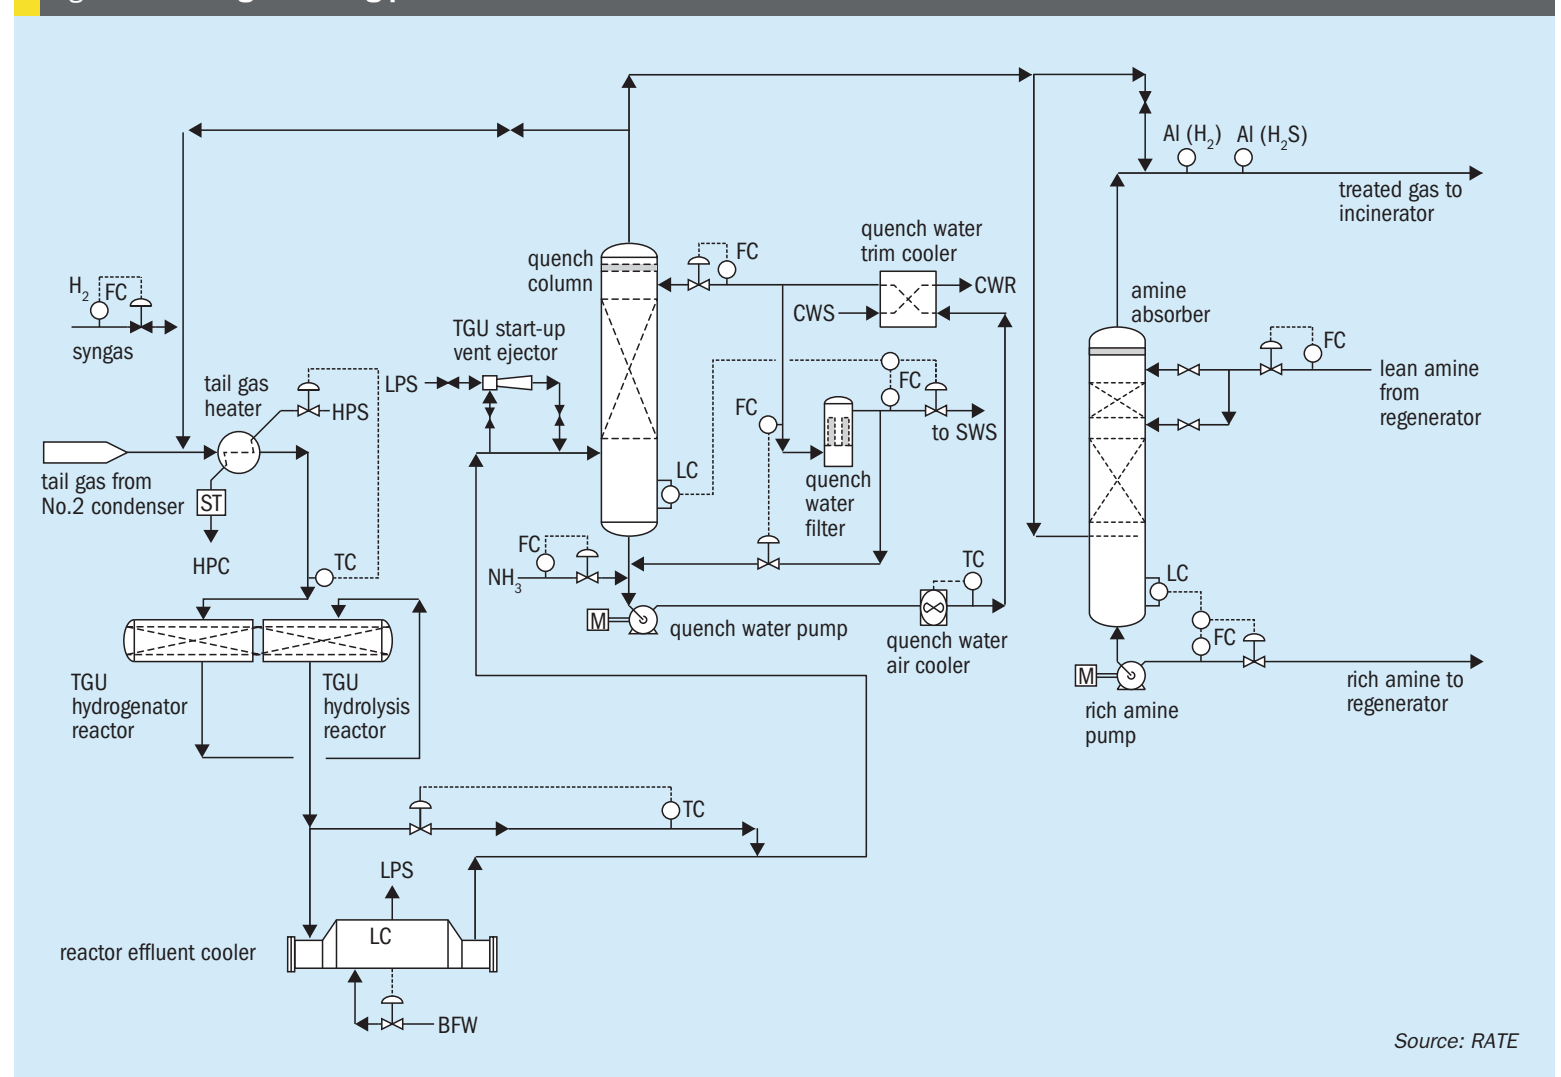 AI (H2)
AI (H2S)
treated gas to
incinerator
quench water
trim cooler
FC
quench
column
CWR
CWS
H2
FC
syngas
amine
absorber
TGU start-up
vent ejector
LPS
FC
lean amine
from
regenerator
tail gas
heater
HPS
FC
FC
to SWS
tail gas from
No.2 condenser
ST
HPC
LC
quench
water
filter
FC
NH3
TC
TC
LC
M
quench water pump
quench water
air cooler
FC
M
rich amine
pump
rich amine to
regenerator
TGU
hydrogenator
reactor
TGU
hydrolysis
reactor
TC
LPS
LC
reactor effluent cooler
BFW
Source: RATE